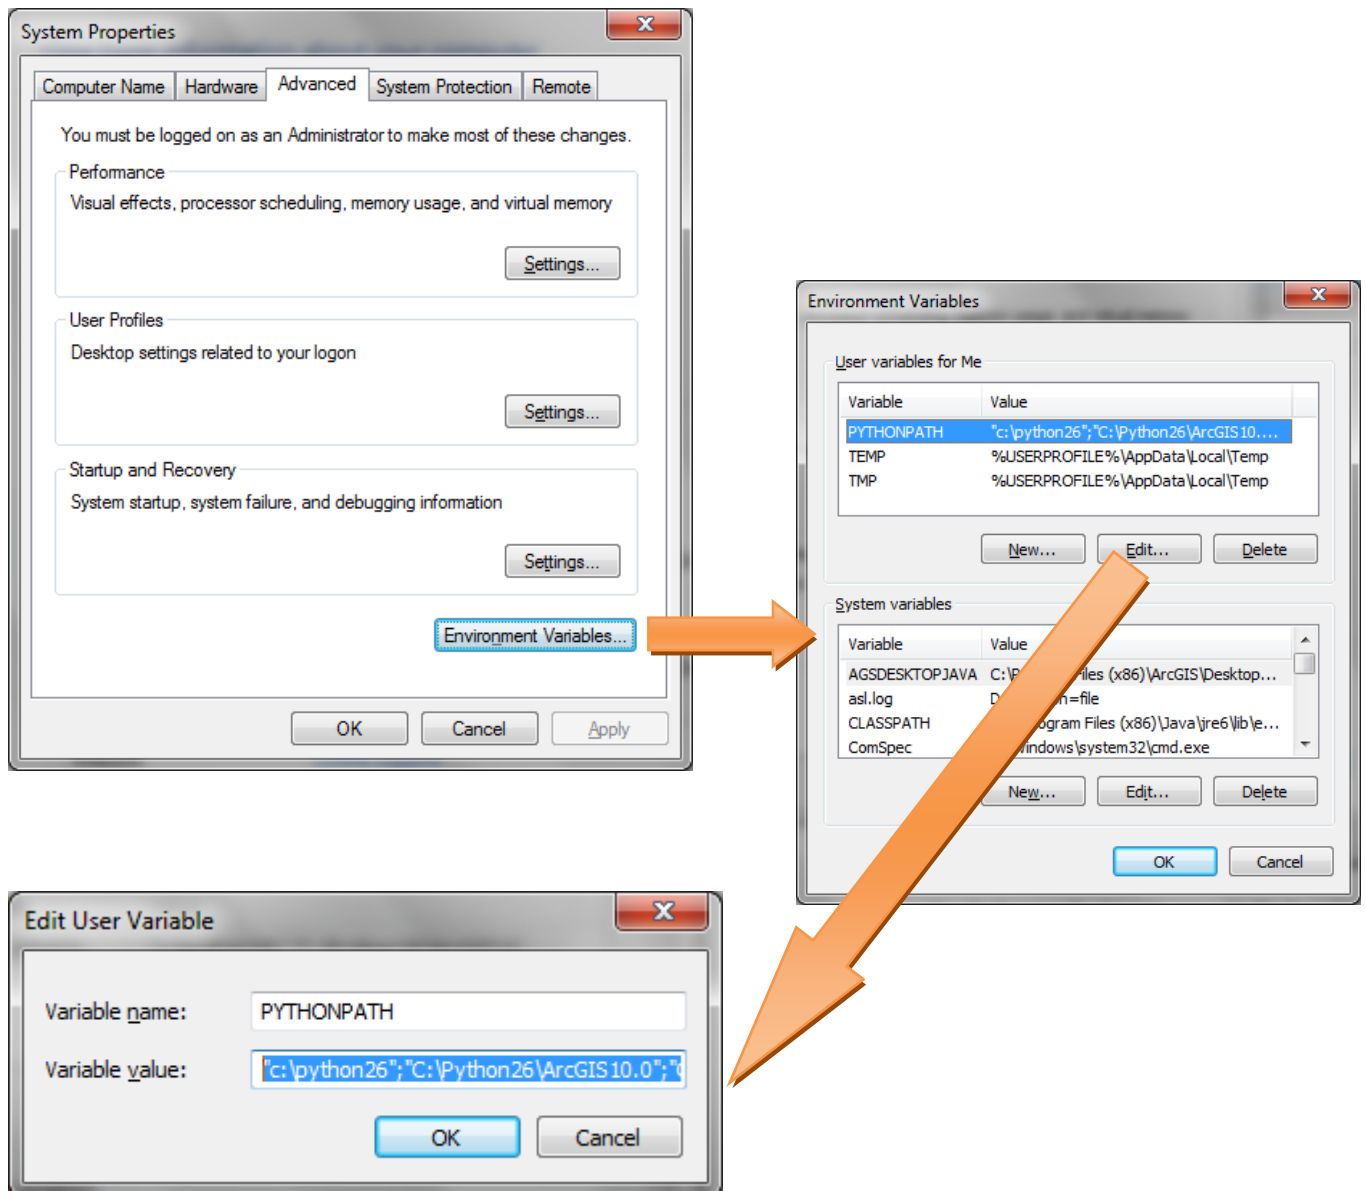 System Properties
Computer Name Hardware Advanced System Protection Remote
You must be logged on as an Administrator to make most of these changes.
Performance
Visual effects, processor scheduling, memory usage, and virtual memory
Settings...
User Profiles
Desktop settings related to your logon
Settings...
Startup and Recovery
System startup, system failure, and debugging information
Settings...
Environment Variables...
OK Cancel Apply
Environment Variables
User variables for Me
Variable Value
PYTHONPATH "c:\python26";"C:\Python26\ArcGIS10....
TEMP %USERPROFILE%\AppData\Local\Temp
TMP %USERPROFILE%\AppData\Local\Temp
New... Edit... Delete
System variables
Variable Value
AGSDESKTOPJAVA (x86)\ArcGIS\Desktop...
asl.log =file
CLASSPATH Files (x86)\Java\jre6\lib\e...
ComSpec \system32\cmd.exe
New... Edit... Delete
OK Cancel
Edit User Variable
Variable name: PYTHONPATH
Variable value: "c:\python26";"C:\Python26\ArcGIS10.0";"
OK Cancel